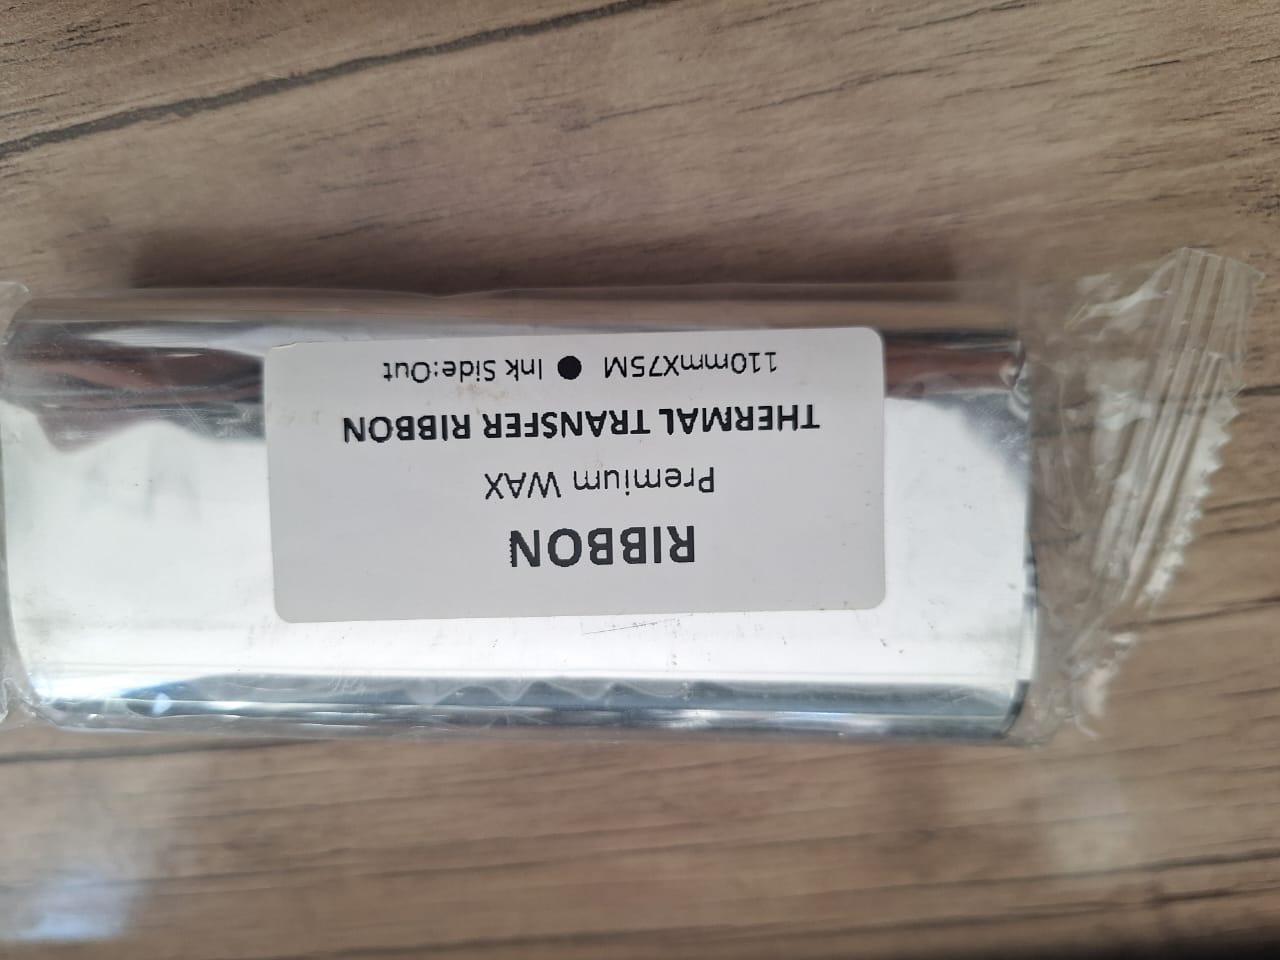 RIBBON
Premium WAX
THERMAL TRANSFER RIBBON
110mmX75M ● Ink Side:Out